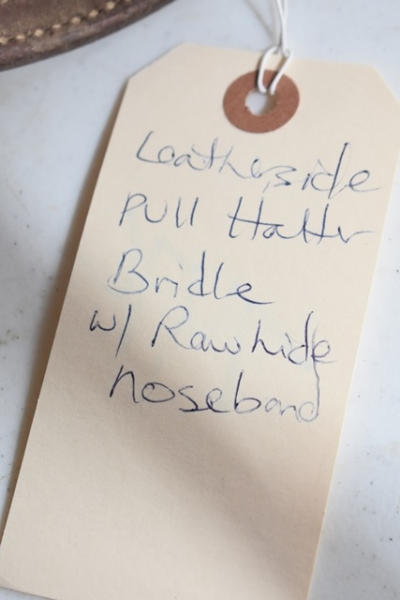 Leatherside
Pull Halter
Bridle
w/ Rawhide
noseband